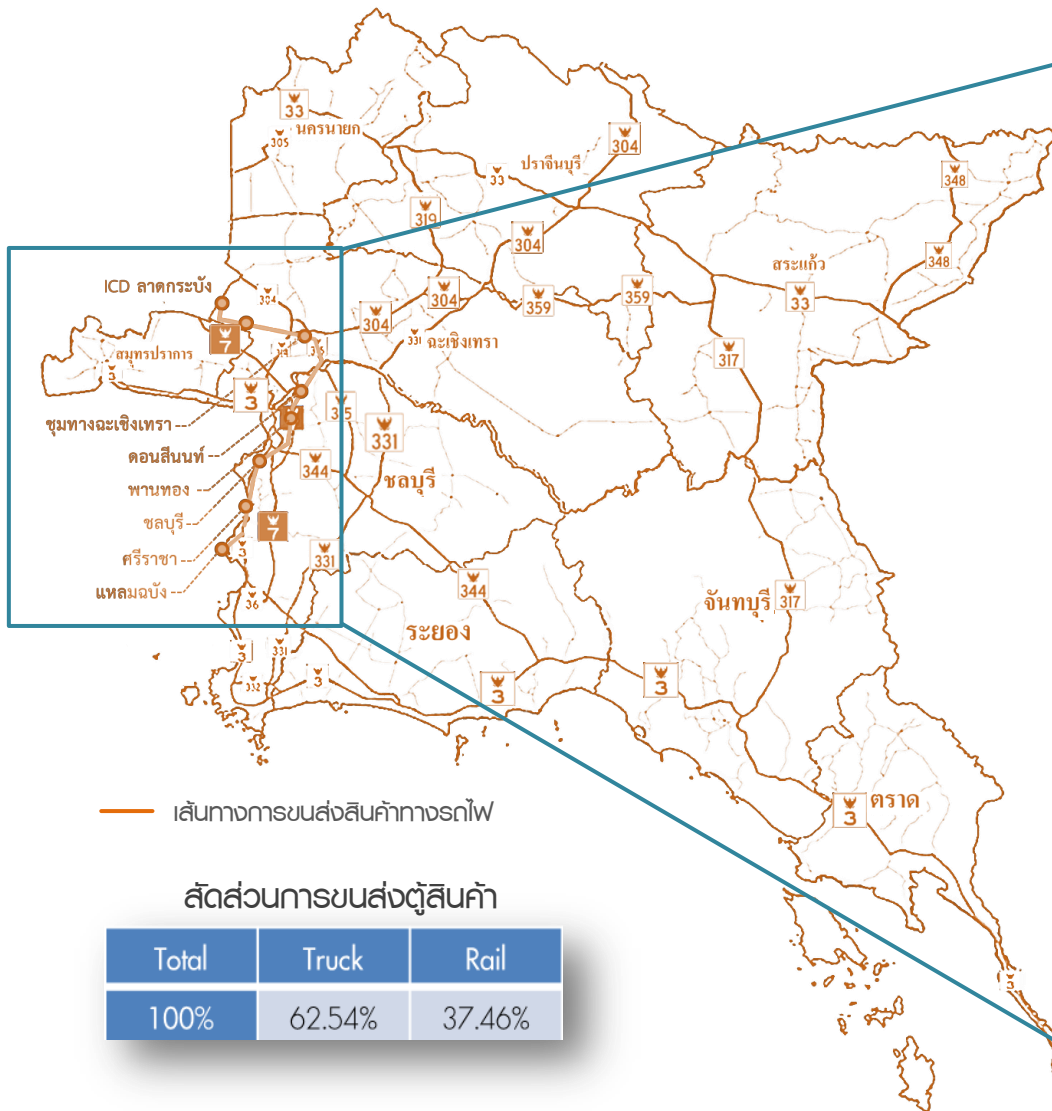 33
นครนายก
305
ปราจีนบุรี
304
33
348
319
304
348
สระแก้ว
ICD ลาดกระบัง
304
304
359
359
33
304
7
331
ฉะเชิงเทรา
สมุทรปราการ
3
317
3
ชุมทางฉะเชิงเทรา
331
ดอนสีนนท์
344
ชลบุรี
พานทอง
ชลบุรี
7
ศรีราชา
3
331
แหลมฉบัง
36
344
จันทบุรี
317
ระยอง
3
331
332
3
3
3
ตราด
3
3
เส้นทางการขนส่งสินค้าทางรถไฟ
สัดส่วนการขนส่งตู้สินค้า
Total Truck Rail
100% 62.54% 37.46%